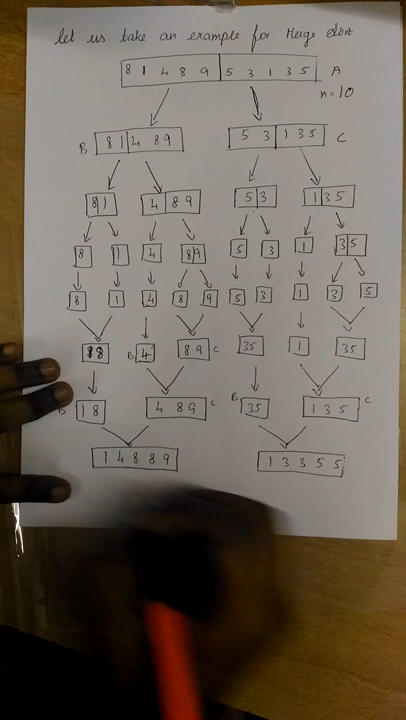 let us take an example for Merge Sort
8 1 4 8 9 5 3 1 3 5 A
n = 10
B 8 1 4 8 9 5 3 1 3 5 C
8 1 4 8 9 5 3 1 3 5
8 1 4 8 9 5 3 1 3 5
8 1 4 8 9 5 3 1 3 5
B 4 8 9 C 3 5 1 3 5
B 1 8 4 8 9 C B 3 5 1 3 5 C
1 4 8 8 9 1 3 3 5 5